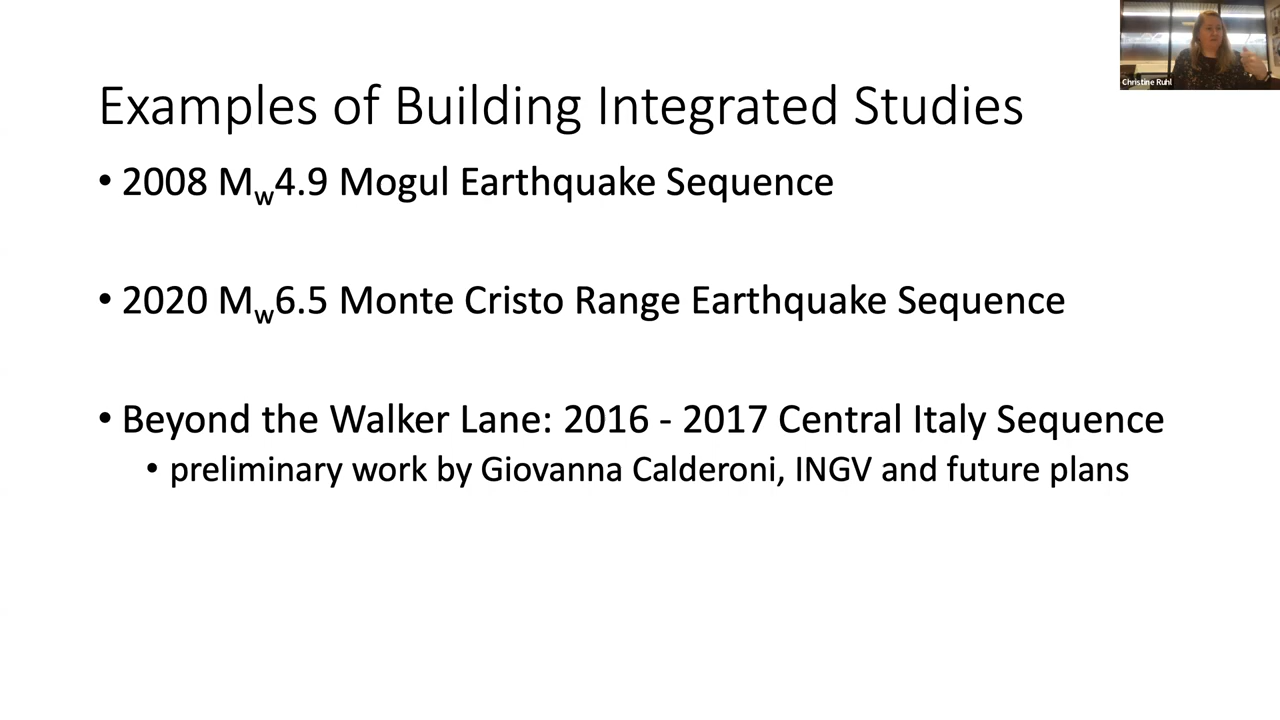 Christine Ruhl
Examples of Building Integrated Studies
• 2008 Mw4.9 Mogul Earthquake Sequence
• 2020 Mw6.5 Monte Cristo Range Earthquake Sequence
• Beyond the Walker Lane: 2016 - 2017 Central Italy Sequence
• preliminary work by Giovanna Calderoni, INGV and future plans